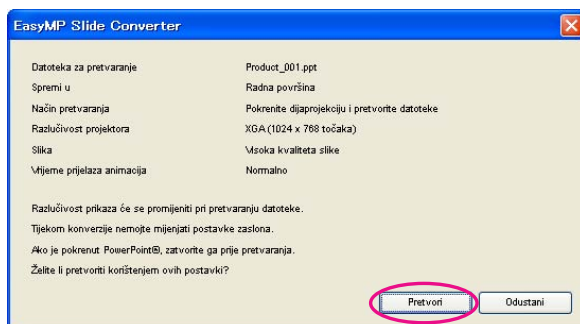 EasyMP Slide Converter
Datoteka za pretvaranje Product_001.ppt
Spremi u Radna površina
Način pretvaranja Pokrenite dijaprojekciju i pretvorite datoteke
Razlučivost projektora XGA (1024 x 768 točaka)
Slika Visoka kvaliteta slike
Vrijeme prijelaza animacija Normalno
Razlučivost prikaza će se promijeniti pri pretvaranju datoteke.
Tijekom konverzije nemojte mijenjati postavke zaslona.
Ako je pokrenut PowerPoint®, zatvorite ga prije pretvaranja.
Želite li pretvoriti korištenjem ovih postavki?
Pretvori Odustani